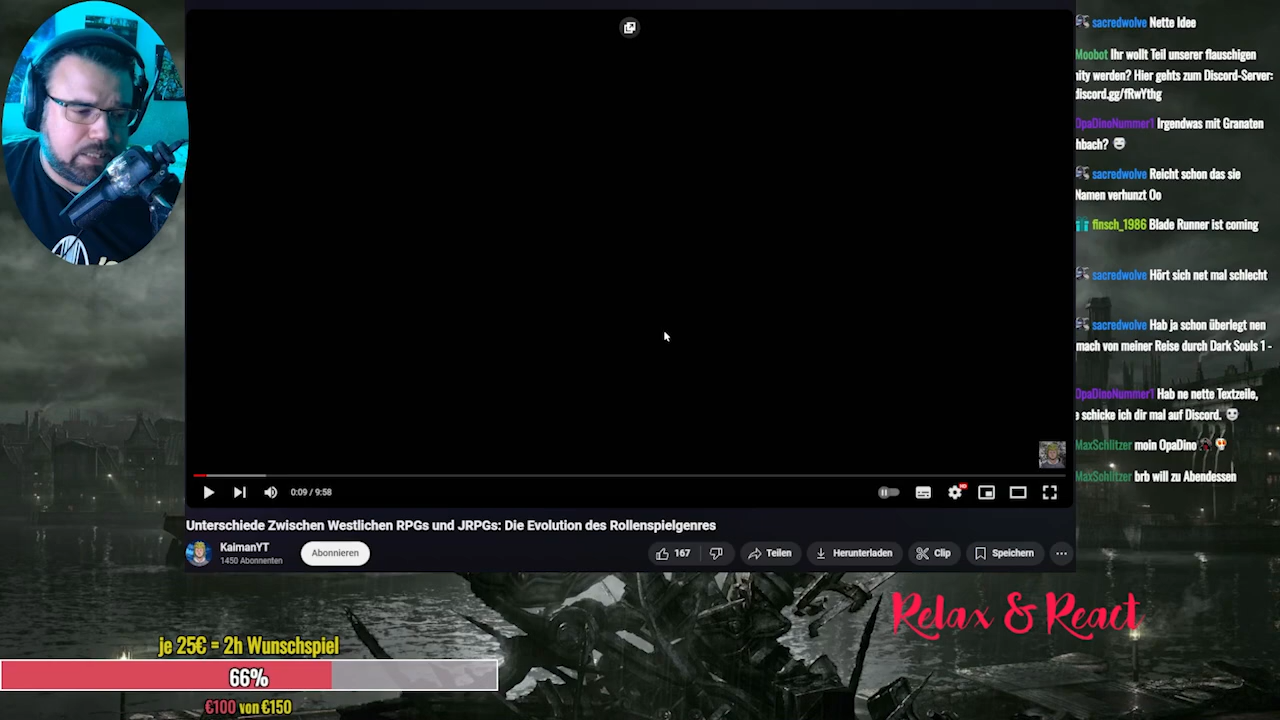 sacredwolve Nette Idee
Moobot Ihr wollt Teil unserer flauschigen
nity werden? Hier gehts zum Discord-Server:
discord.gg/fRwYthg
OpaDinoNummer1 Irgendwas mit Granaten
hbach?
sacredwolve Reicht schon das sie
Namen verhunzt Oo
finsch_1986 Blade Runner ist coming
sacredwolve Hört sich net mal schlecht
sacredwolve Hab ja schon überlegt nen
mach von meiner Reise durch Dark Souls 1 -
OpaDinoNummer1 Hab ne nette Textzeile,
e schicke ich dir mal auf Discord.
MaxSchlitzer moin OpaDino
MaxSchlitzer brb will zu Abendessen
0:09 / 9:58
HD
Unterschiede Zwischen Westlichen RPGs und JRPGs: Die Evolution des Rollenspielgenres
KaimanYT
1450 Abonnenten
Abonnieren
167
Teilen
Herunterladen
Clip
Speichern
Relax & React
je 25€ = 2h Wunschspiel
66%
€100 von €150